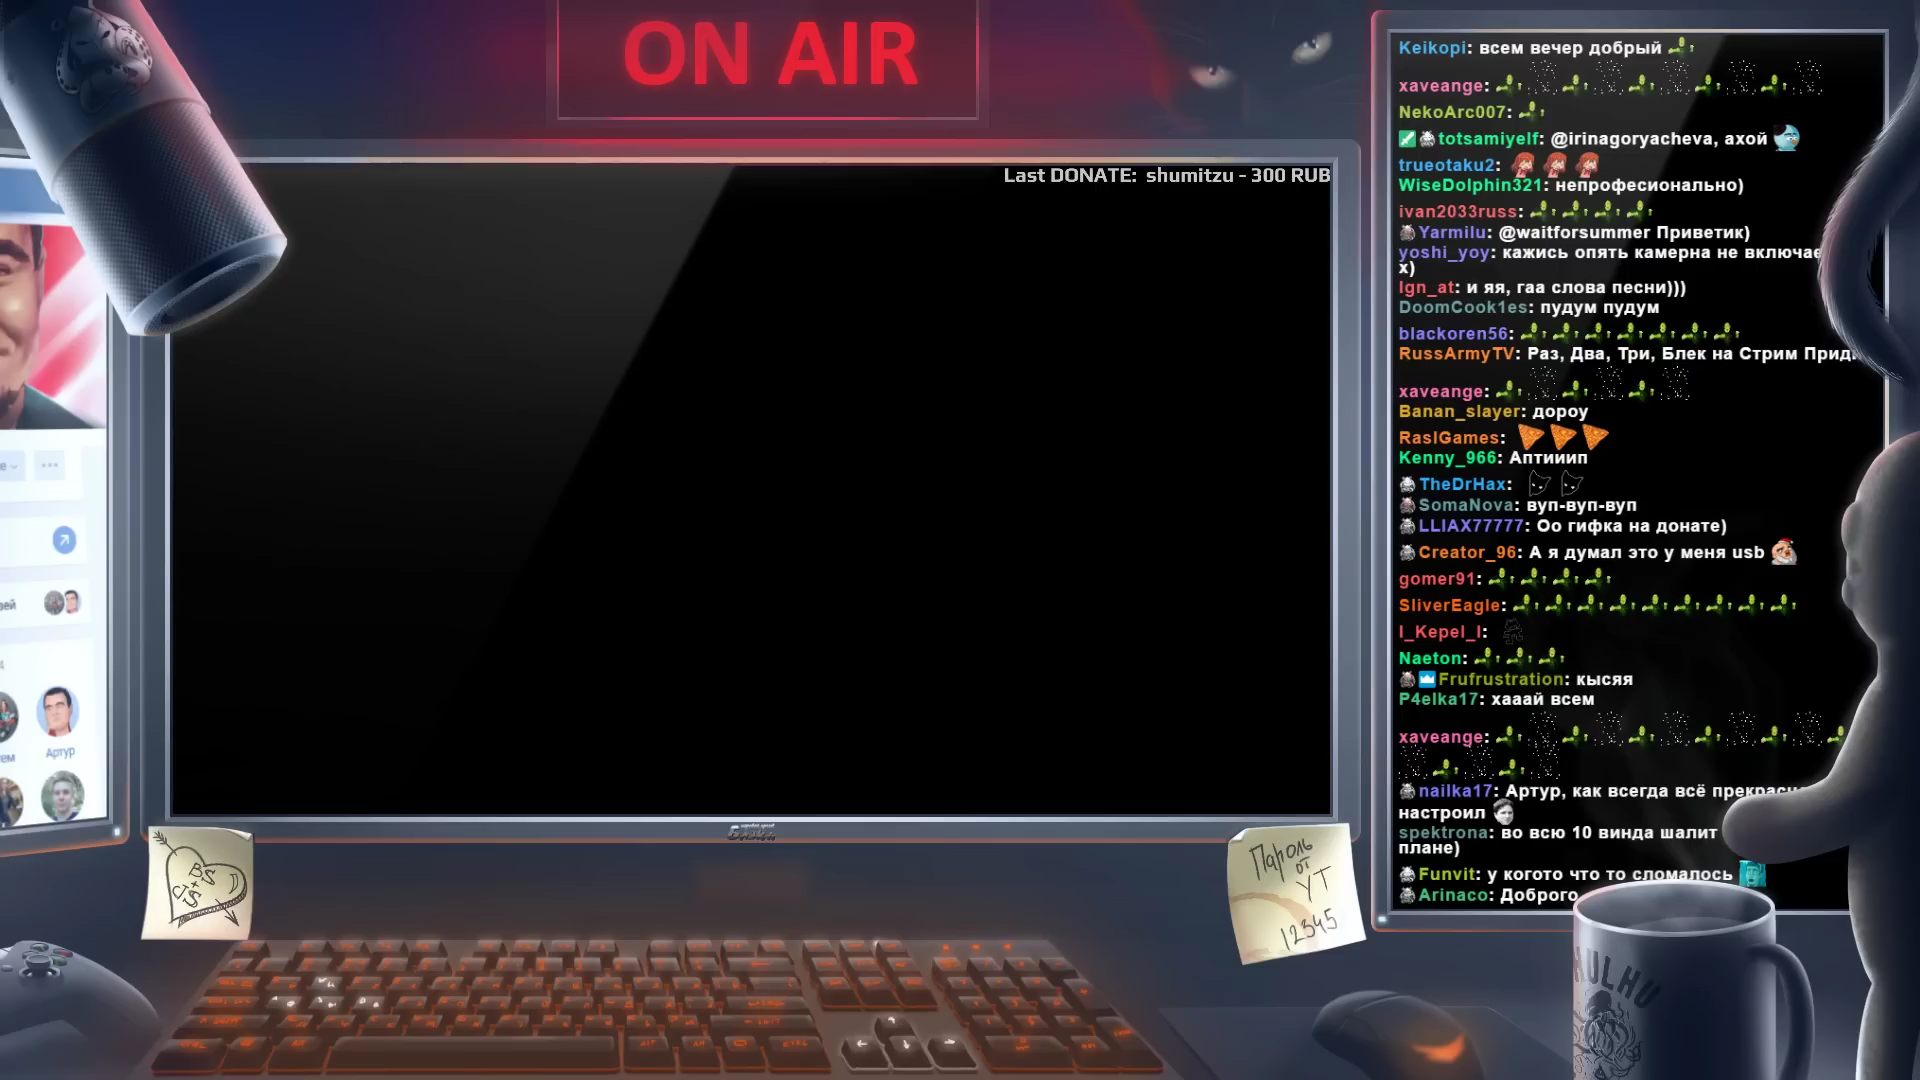 ON AIR
Last DONATE: shumitzu - 300 RUB
Keikopi: всем вечер добрый
xaveange:
NekoArc007:
totsamiyelf: @irinagoryacheva, ахой
trueotaku2:
WiseDolphin321: непрофесионально)
ivan2033russ:
Yarmilu: @waitforsummer Приветик)
yoshi_yoy: кажись опять камерна не включае
х)
Ign_at: и яя, гаа слова песни)))
DoomCook1es: пудум пудум
blackoren56:
RussArmyTV: Раз, Два, Три, Блек на Стрим Прид
xaveange:
Banan_slayer: дороу
RaslGames:
Kenny_966: Аптииип
TheDrHax:
SomaNova: вуп-вуп-вуп
LLIAX77777: Оо гифка на донате)
Creator_96: А я думал это у меня usb
gomer91:
SliverEagle:
I_Kepel_I:
Naeton:
Frufrustration: кысяя
P4elka17: хааай всем
xaveange:
nailka17: Артур, как всегда всё прекрасн
настроил
spektrona: во всю 10 винда шалит
плане)
Funvit: у когото что то сломалось
Arinaco: Доброго
Артур
BS
+
US
Пароль
от
YT
12345